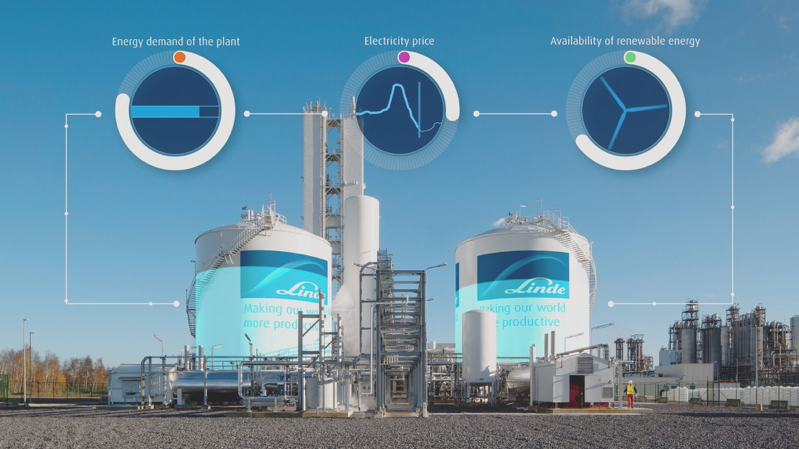 Energy demand of the plant
Electricity price
Availability of renewable energy
Linde
Making our
more
Linde
Making our world
productive